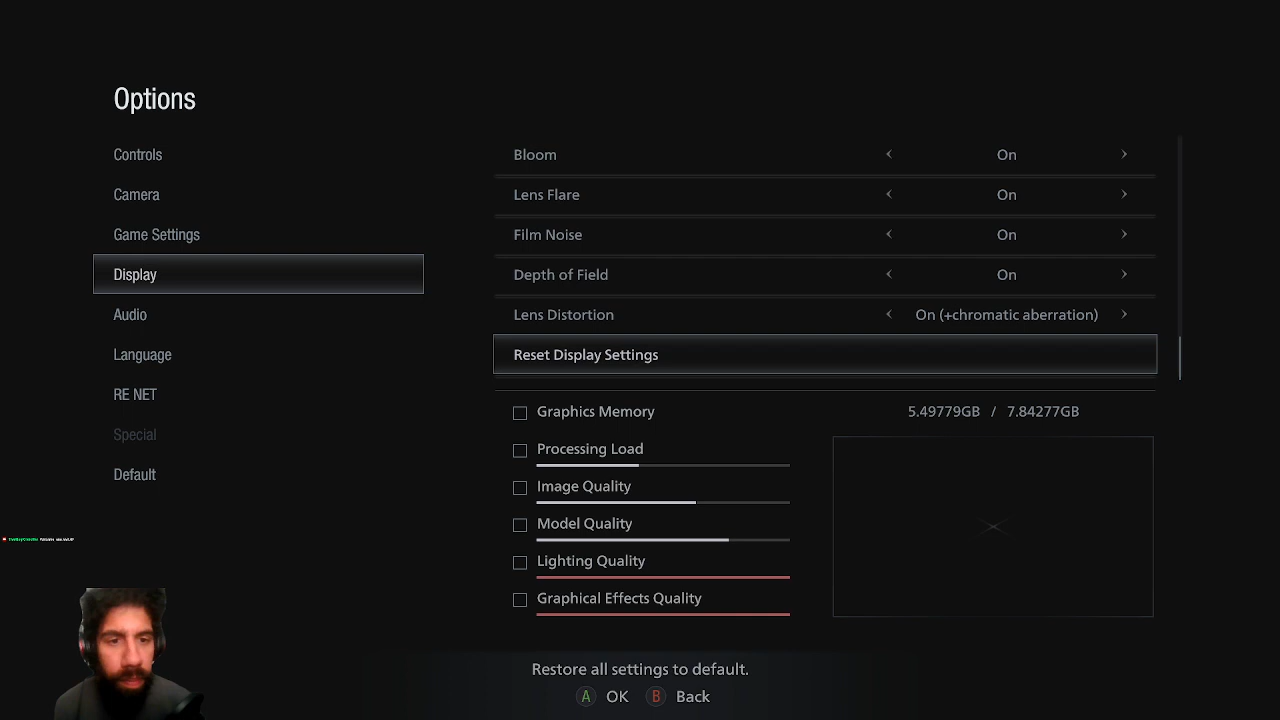 Options
Controls
Camera
Game Settings
Display
Audio
Language
RE NET
Special
Default
Bloom On
Lens Flare On
Film Noise On
Depth of Field On
Lens Distortion On (+chromatic aberration)
Reset Display Settings
Graphics Memory 5.49779GB / 7.84277GB
Processing Load
Image Quality
Model Quality
Lighting Quality
Graphical Effects Quality
Restore all settings to default.
A OK B Back